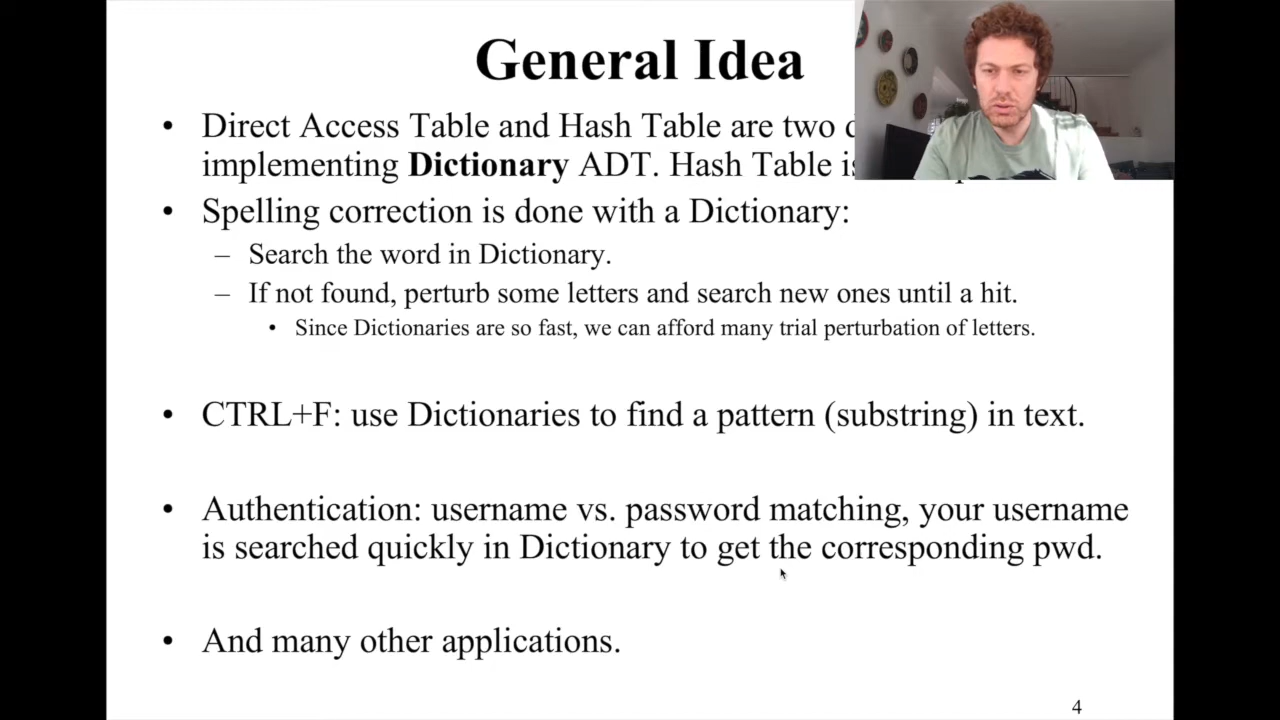 General Idea
• Direct Access Table and Hash Table are two
implementing Dictionary ADT. Hash Table
• Spelling correction is done with a Dictionary:
– Search the word in Dictionary.
– If not found, perturb some letters and search new ones until a hit.
• Since Dictionaries are so fast, we can afford many trial perturbation of letters.
• CTRL+F: use Dictionaries to find a pattern (substring) in text.
• Authentication: username vs. password matching, your username
is searched quickly in Dictionary to get the corresponding pwd.
• And many other applications.
4